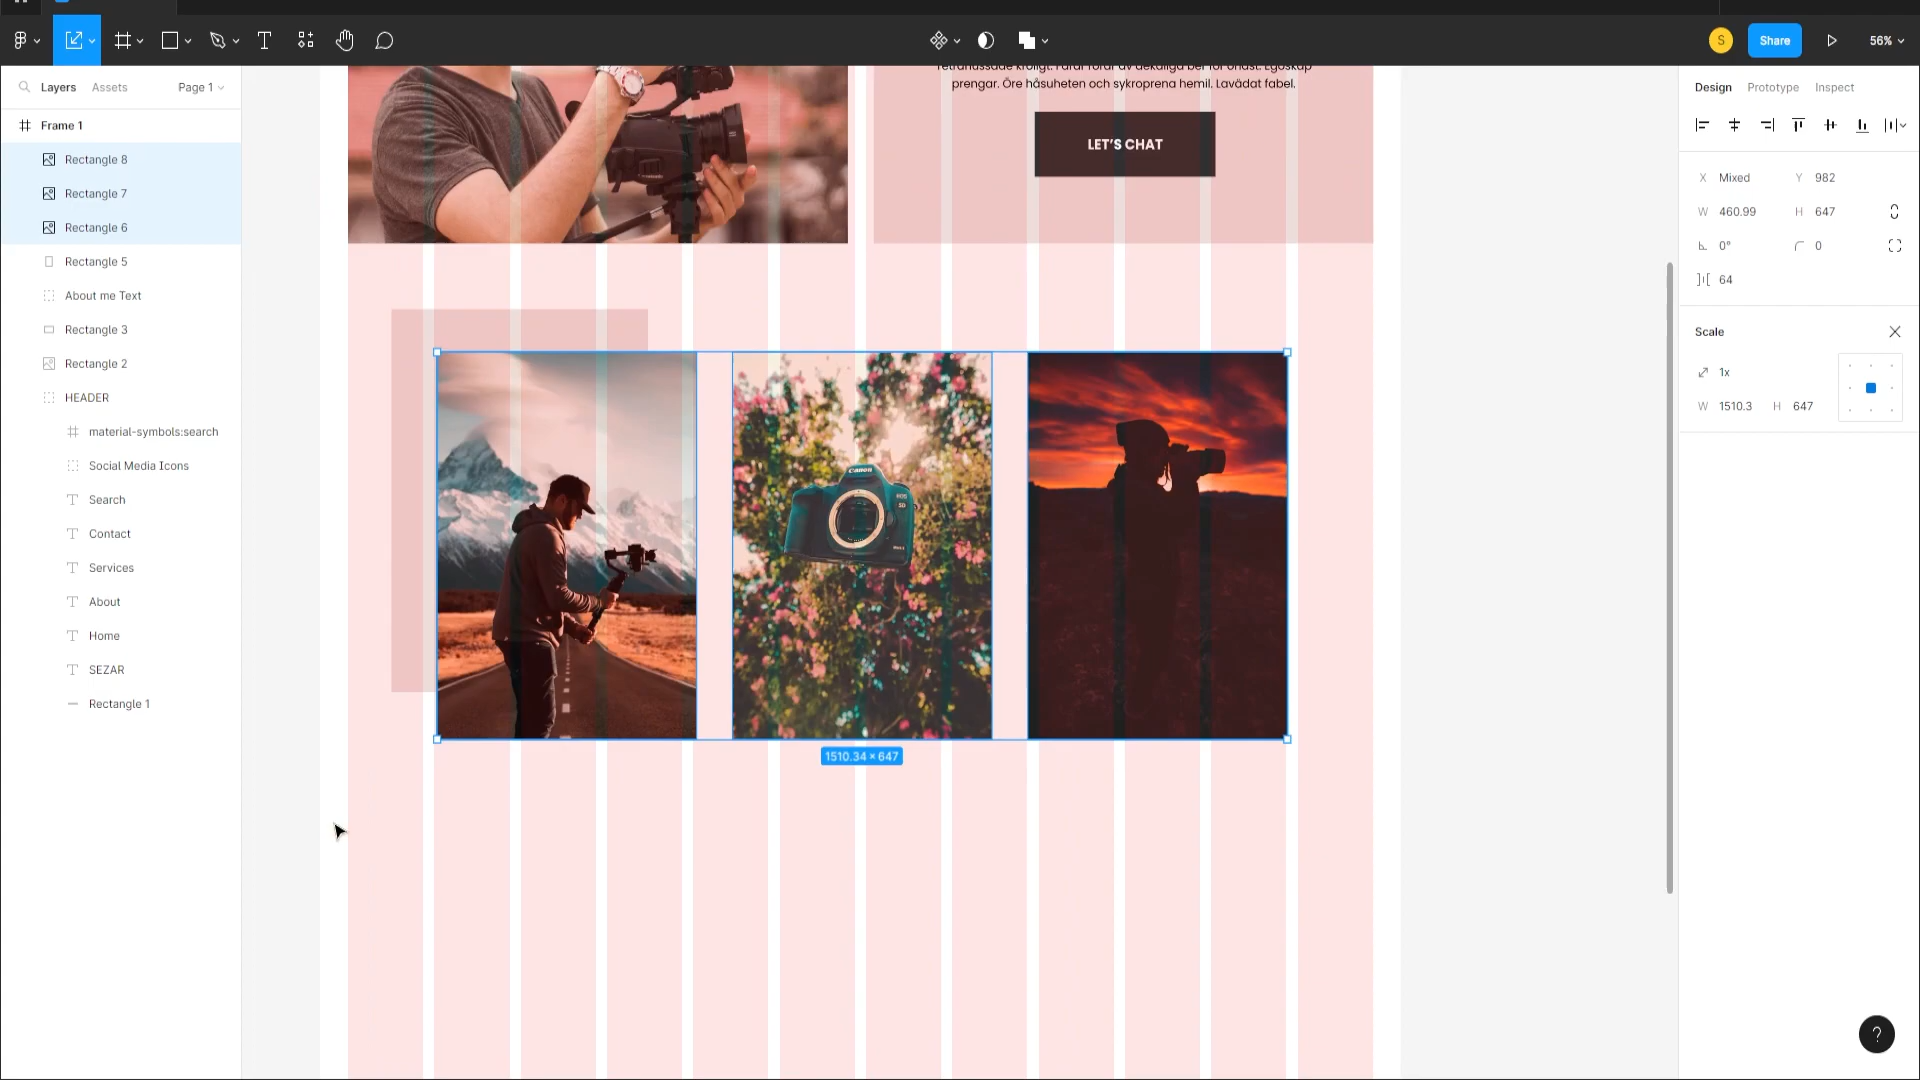 S
Share
56%
Layers
Assets
Page 1
Design
Prototype
Inspect
Frame 1
Rectangle 8
Rectangle 7
Rectangle 6
Rectangle 5
About me Text
Rectangle 3
Rectangle 2
HEADER
material-symbols:search
Social Media Icons
Search
Contact
Services
About
Home
SEZAR
Rectangle 1
prengar. Öre håsuheten och sykroprena hemil. Lavädat fabel.
LET'S CHAT
Canon
EOS
5D
1510.34 × 647
X Mixed Y 982
W 460.99 H 647
0° 0
64
Scale
1x
W 1510.3 H 647
?